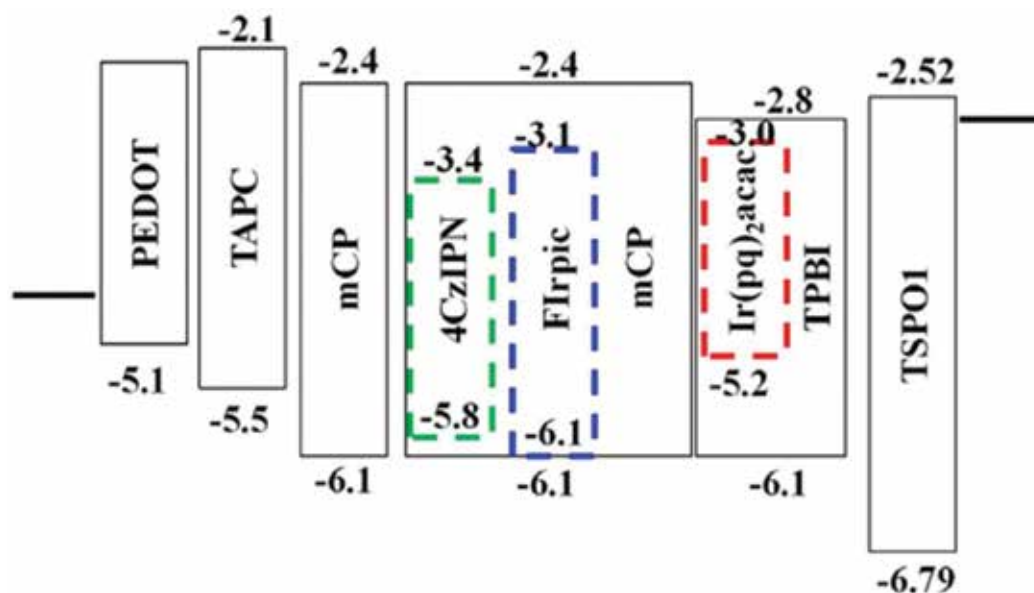 -2.1
-2.4
-2.4
-2.52
-2.8
-3.4
-3.1
-3.0
PEDOT
TAPC
mCP
4CzIPN
FIrpic
mCP
Ir(pq)₂acac
TPBI
TSPO1
-5.1
-5.5
-5.8
-6.1
-5.2
-6.1
-6.1
-6.1
-6.79